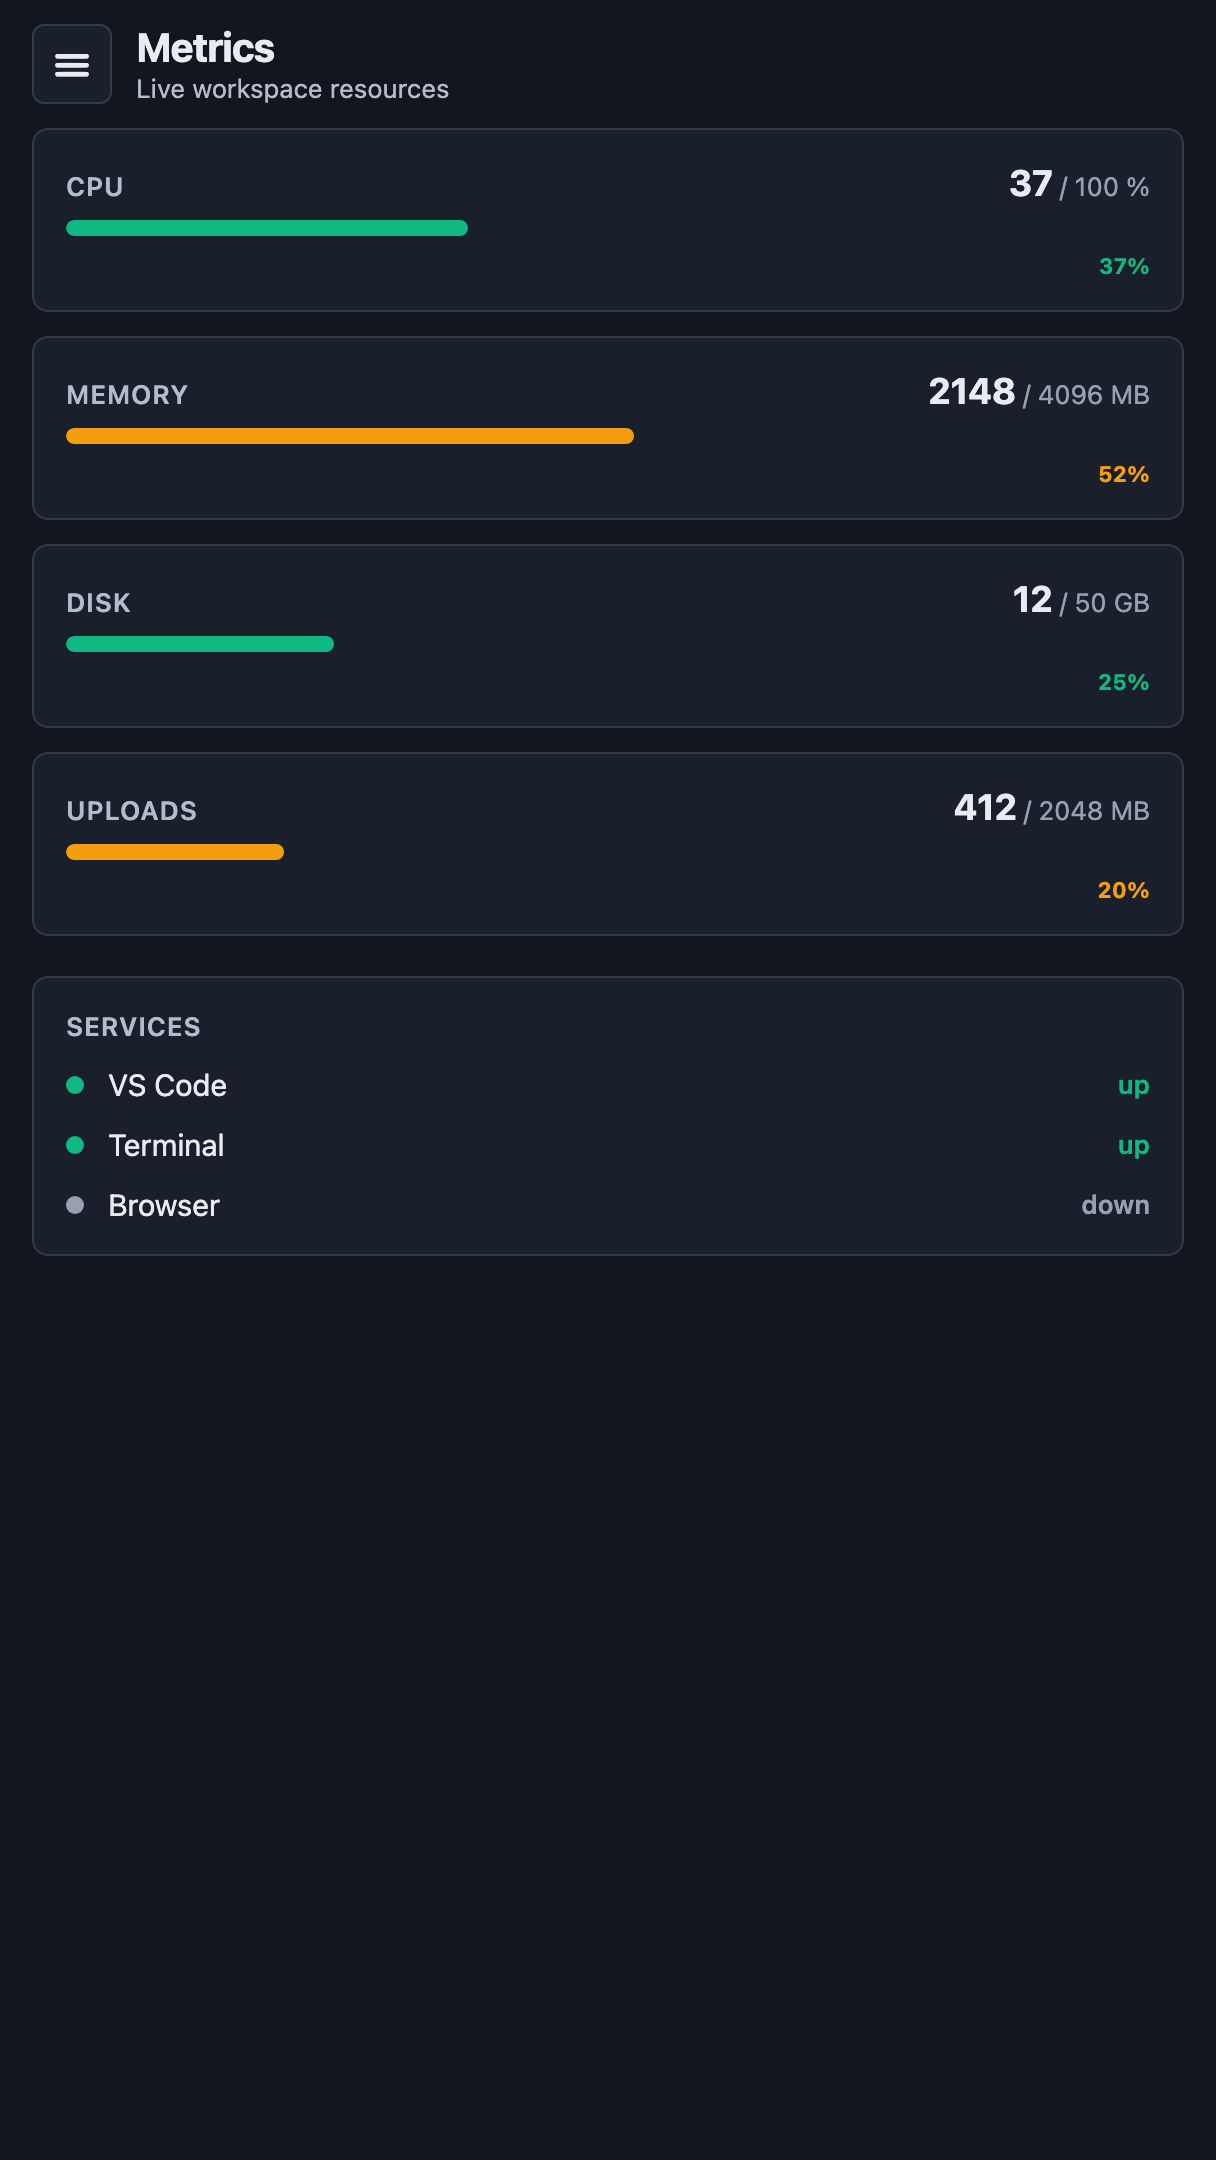 Metrics
Live workspace resources
CPU 37 / 100 %
37%
MEMORY 2148 / 4096 MB
52%
DISK 12 / 50 GB
25%
UPLOADS 412 / 2048 MB
20%
SERVICES
VS Code up
Terminal up
Browser down